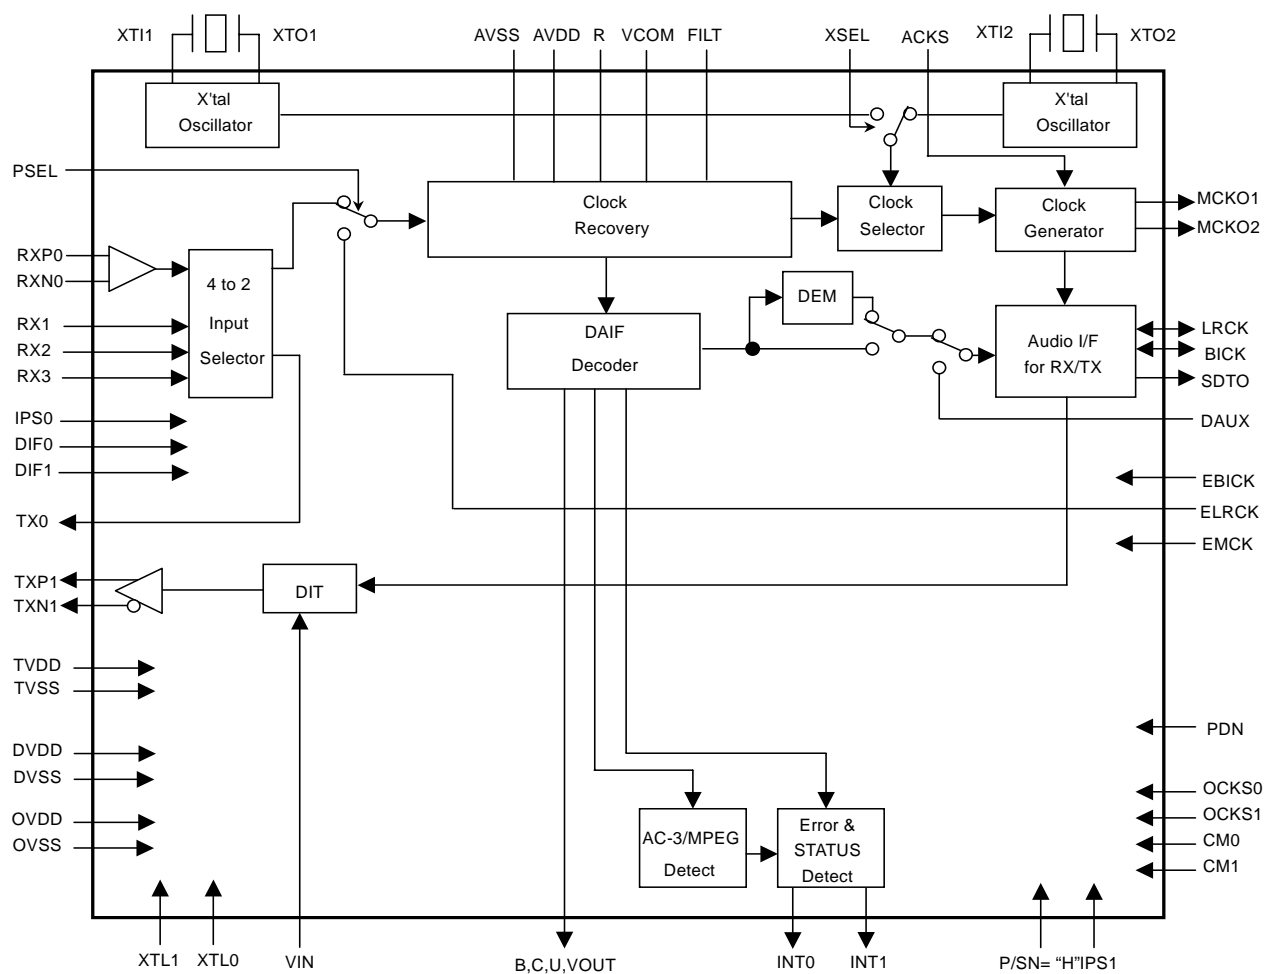 XTI1
XTO1
AVSS
AVDD
R
VCOM
FILT
XSEL
ACKS
XTI2
XTO2
X'tal
Oscillator
X'tal
Oscillator
PSEL
Clock
Recovery
Clock
Selector
Clock
Generator
MCKO1
MCKO2
RXP0
RXN0
4 to 2
Input
Selector
RX1
RX2
RX3
DEM
DAIF
Decoder
Audio I/F
for RX/TX
LRCK
BICK
SDTO
DAUX
IPS0
DIF0
DIF1
EBICK
ELRCK
EMCK
TX0
TXP1
TXN1
DIT
TVDD
TVSS
DVDD
DVSS
OVDD
OVSS
PDN
OCKS0
OCKS1
CM0
CM1
AC-3/MPEG
Detect
Error &
STATUS
Detect
XTL1
XTL0
VIN
B,C,U,VOUT
INT0
INT1
P/SN= “H”
IPS1